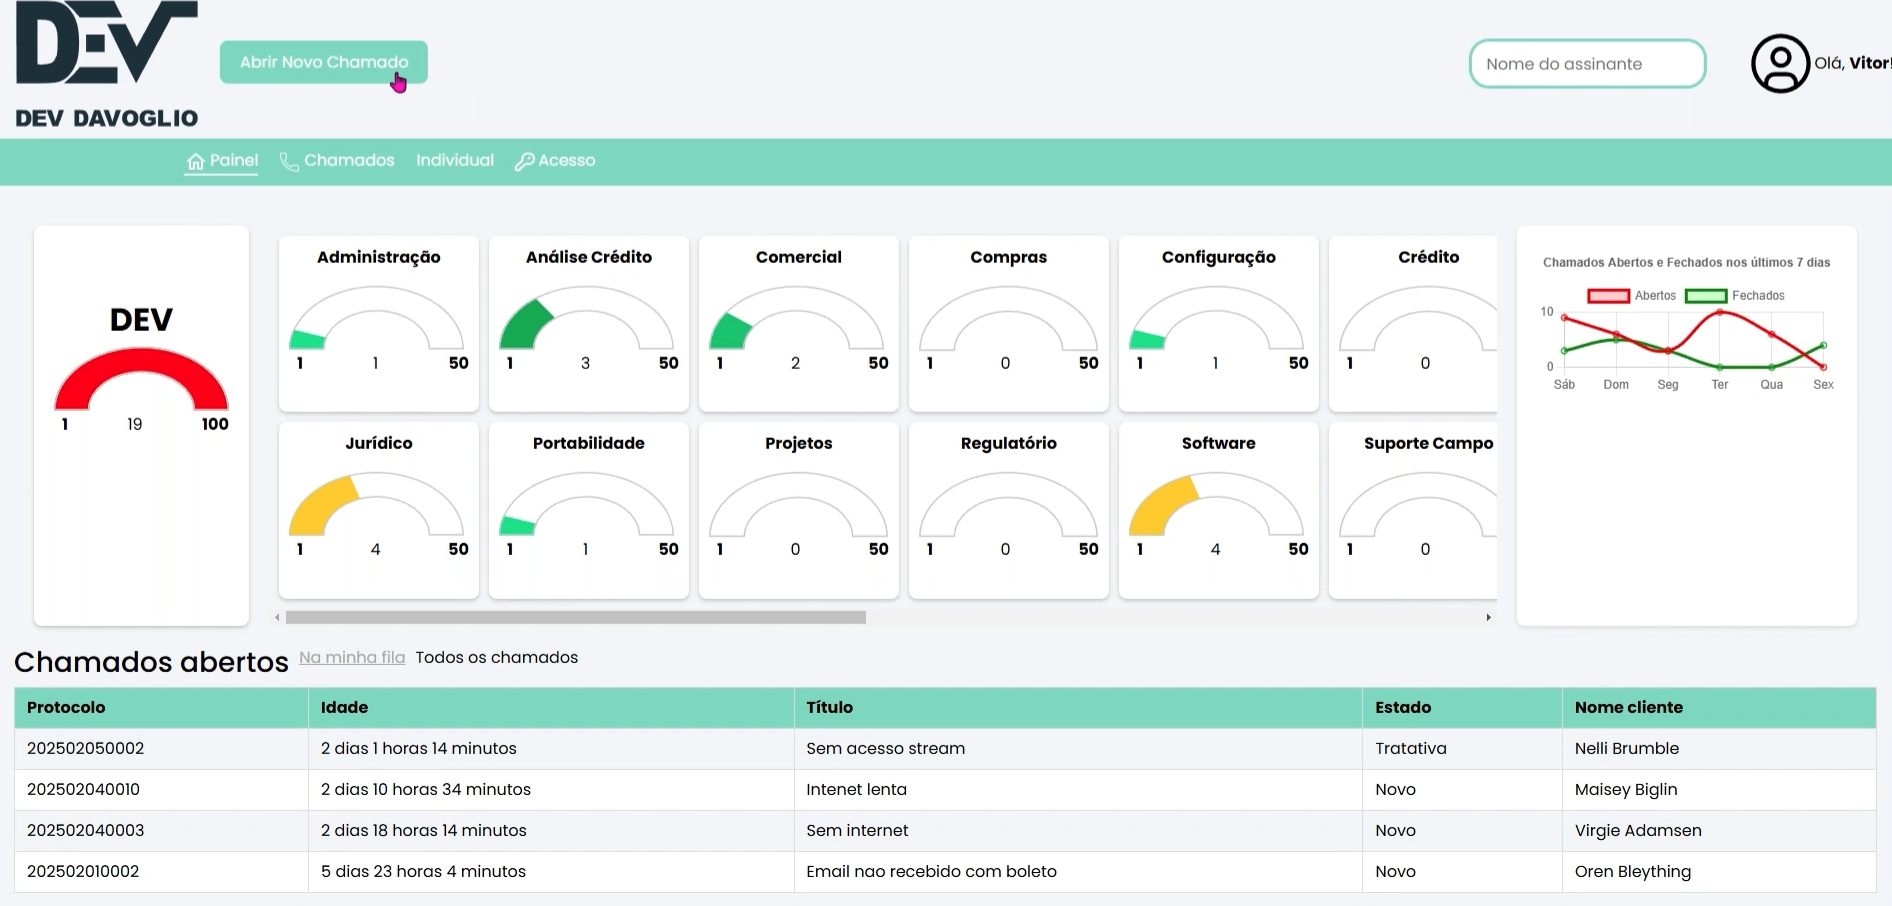 DEV
DEV DAVOGLIO
Abrir Novo Chamado
Nome do assinante
Olá, Vitor!
Painel Chamados Individual Acesso
DEV
1 19 100
Administração
1 1 50
Análise Crédito
1 3 50
Comercial
1 2 50
Compras
1 0 50
Configuração
1 1 50
Crédito
1 0
Jurídico
1 4 50
Portabilidade
1 1 50
Projetos
1 0 50
Regulatório
1 0 50
Software
1 4 50
Suporte Campo
1 0
Chamados Abertos e Fechados nos últimos 7 dias
Abertos Fechados
10
0
Sáb Dom Seg Ter Qua Sex
Chamados abertos Na minha fila Todos os chamados
Protocolo Idade Título Estado Nome cliente
202502050002 2 dias 1 horas 14 minutos Sem acesso stream Tratativa Nelli Brumble
202502040010 2 dias 10 horas 34 minutos Intenet lenta Novo Maisey Biglin
202502040003 2 dias 18 horas 14 minutos Sem internet Novo Virgie Adamsen
202502010002 5 dias 23 horas 4 minutos Email nao recebido com boleto Novo Oren Bleything